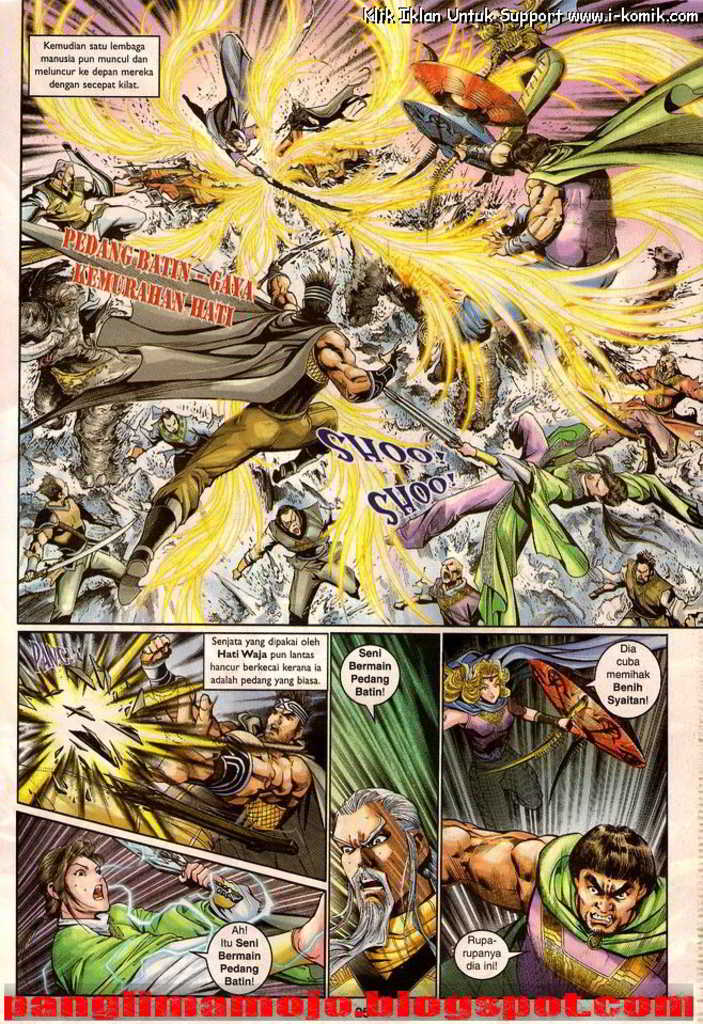 Klik Iklan Untuk Support www.i-komik.com
Kemudian satu lembaga
manusia pun muncul dan
meluncur ke depan mereka
dengan secepat kilat.
PEDANG BATIN - GAYA
KEMURAHAN HATI
SHOO!
SHOO!
PANG!
Senjata yang dipakai oleh
Hati Waja pun lantas
hancur berkecai kerana ia
adalah pedang yang biasa.
Seni
Bermain
Pedang
Batin!
Dia
cuba
memihak
Benih
Syaitan!
Ah!
Itu Seni
Bermain
Pedang
Batin!
Rupa-
rupanya
dia ini!
panglimamojo.blogspot.com